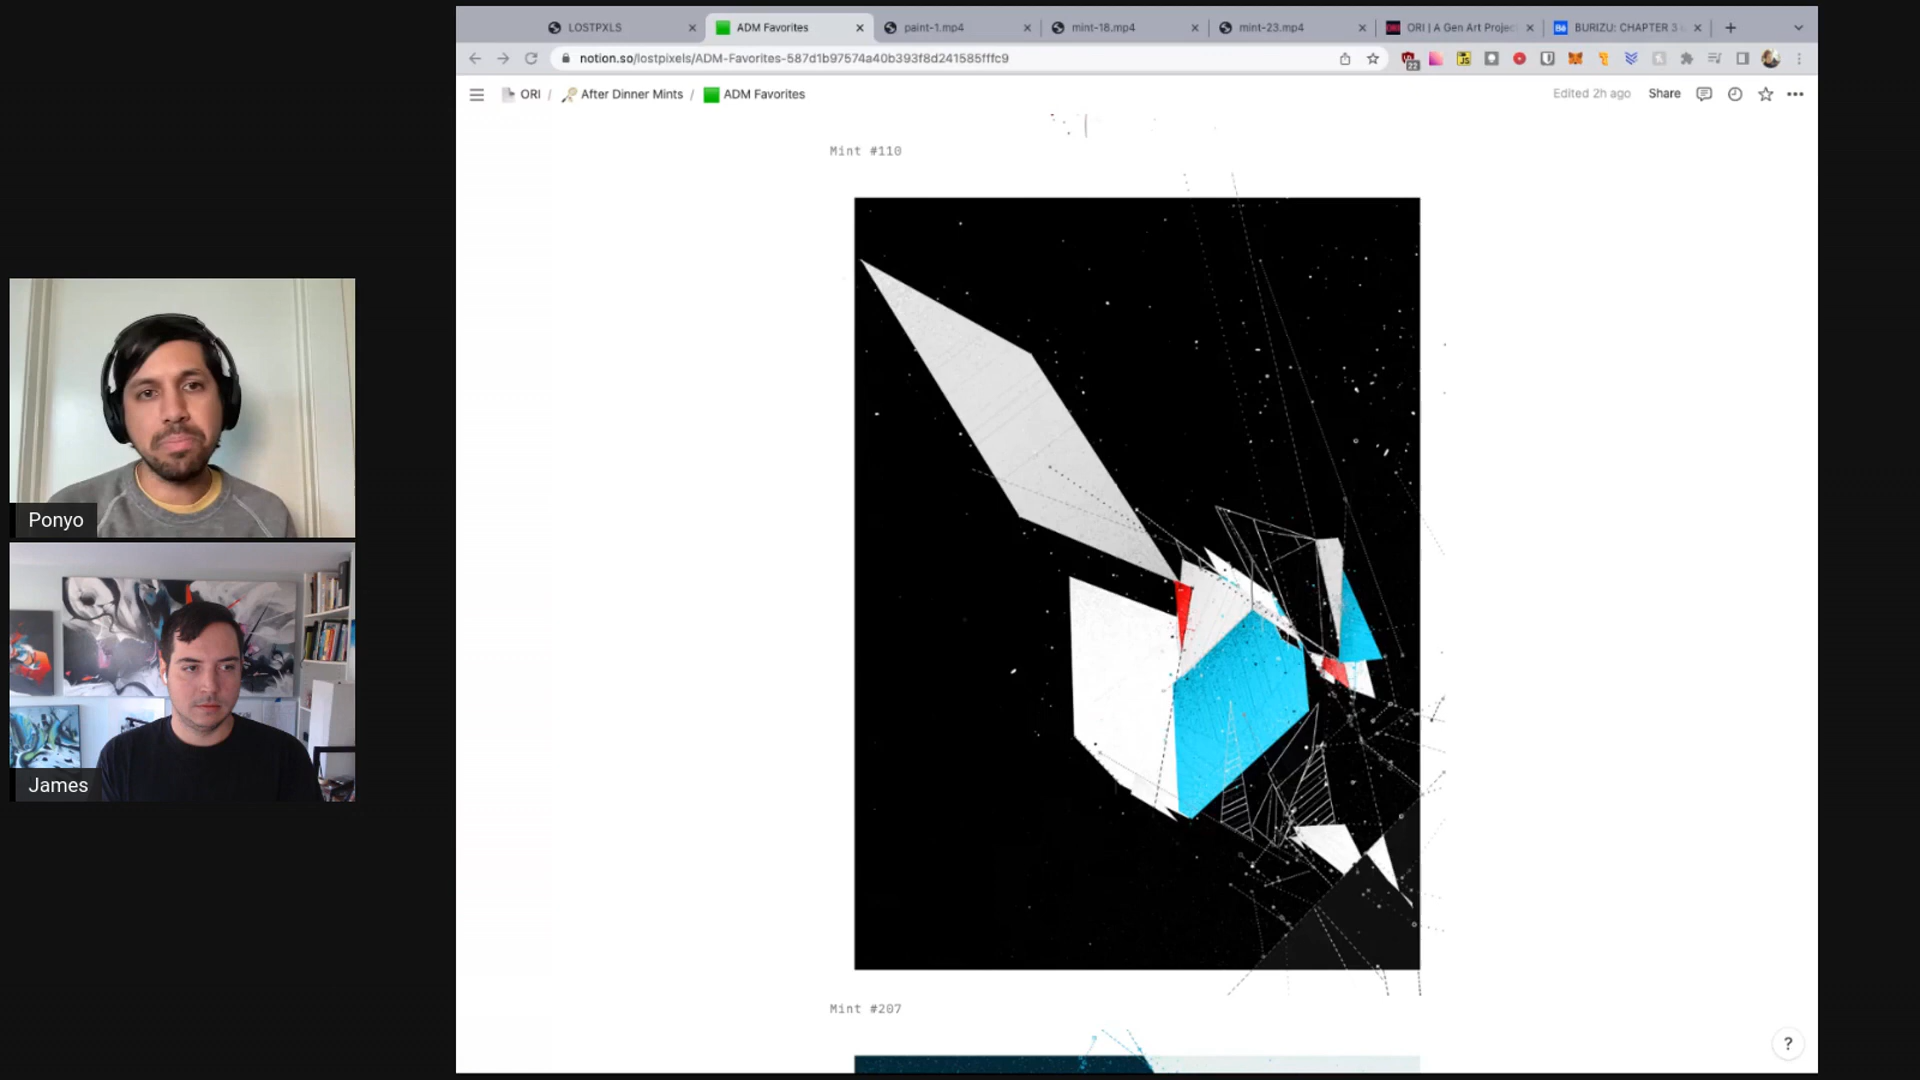 LOSTPXLS
ADM Favorites
paint-1.mp4
mint-18.mp4
mint-23.mp4
ORI | A Gen Art Projec
BURIZU: CHAPTER 3
notion.so/lostpixels/ADM-Favorites-587d1b97574a40b393f8d241585fffc9
22
JS
ORI / After Dinner Mints / ADM Favorites
Edited 2h ago
Share
Mint #110
Mint #207
Ponyo
James
?